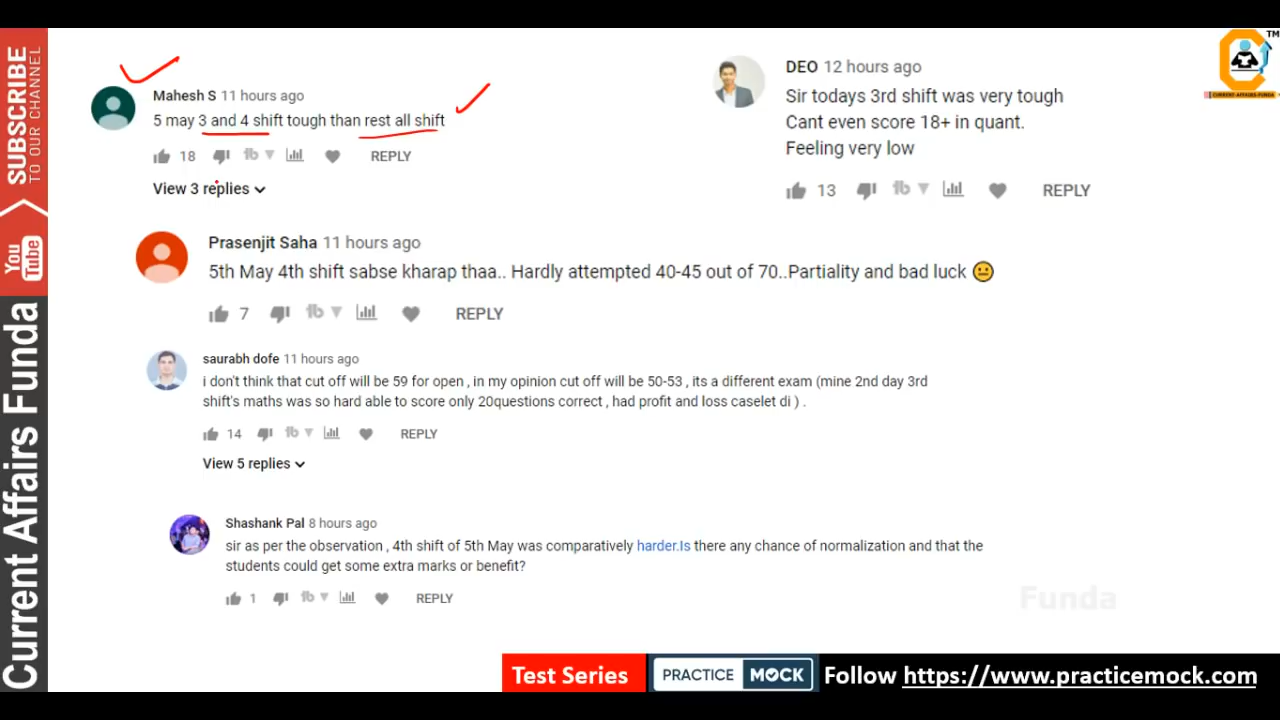 SUBSCRIBE
TO OUR CHANNEL
You Tube
Current Affairs Funda
Mahesh S 11 hours ago
5 may 3 and 4 shift tough than rest all shift
18 REPLY
View 3 replies
DEO 12 hours ago
Sir todays 3rd shift was very tough
Cant even score 18+ in quant.
Feeling very low
13 REPLY
Prasenjit Saha 11 hours ago
5th May 4th shift sabse kharap thaa.. Hardly attempted 40-45 out of 70..Partiality and bad luck 😐
7 REPLY
saurabh dofe 11 hours ago
i don't think that cut off will be 59 for open , in my opinion cut off will be 50-53 , its a different exam (mine 2nd day 3rd
shift's maths was so hard able to score only 20questions correct , had profit and loss caselet di ) .
14 REPLY
View 5 replies
Shashank Pal 8 hours ago
sir as per the observation , 4th shift of 5th May was comparatively harder.Is there any chance of normalization and that the
students could get some extra marks or benefit?
1 REPLY
Funda
TM
CURRENT-AFFAIRS-FUNDA
Test Series PRACTICE MOCK Follow https://www.practicemock.com